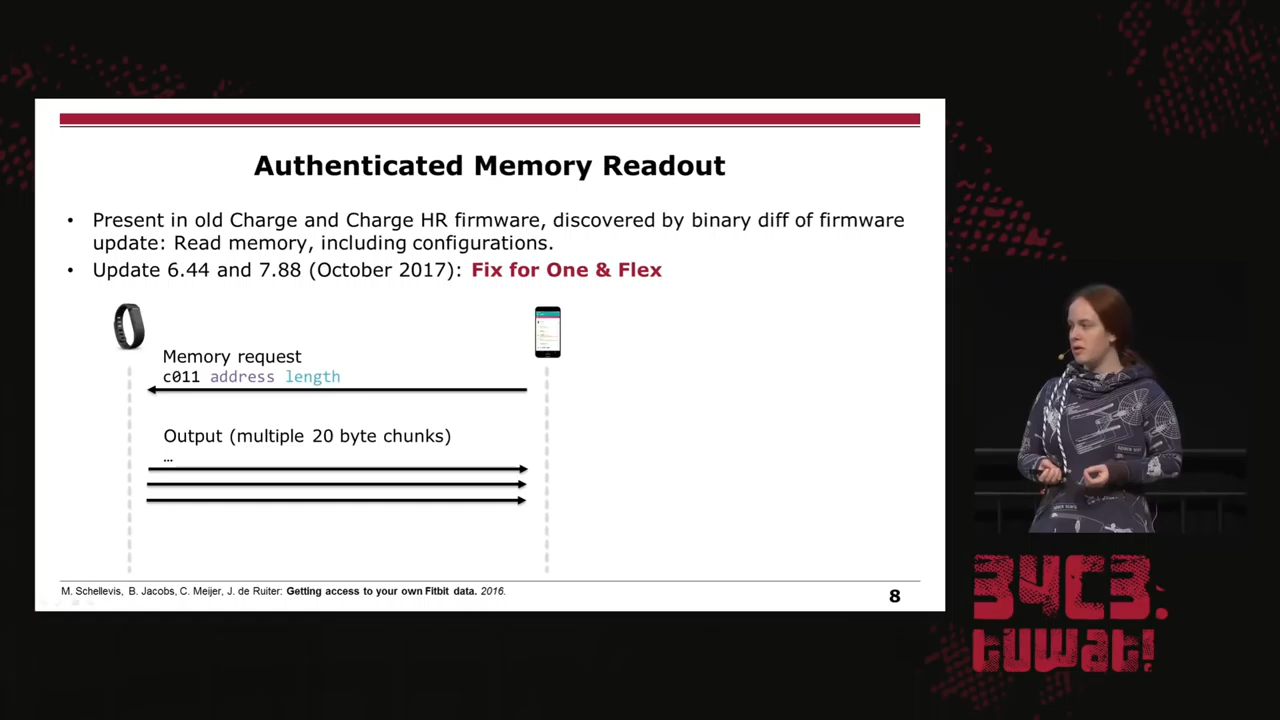 Authenticated Memory Readout
• Present in old Charge and Charge HR firmware, discovered by binary diff of firmware
update: Read memory, including configurations.
• Update 6.44 and 7.88 (October 2017): Fix for One & Flex
Memory request
c011 address length
Output (multiple 20 byte chunks)
…
M. Schellevis, B. Jacobs, C. Meijer, J. de Ruiter: Getting access to your own Fitbit data. 2016.
8
34C3.
tuwat!